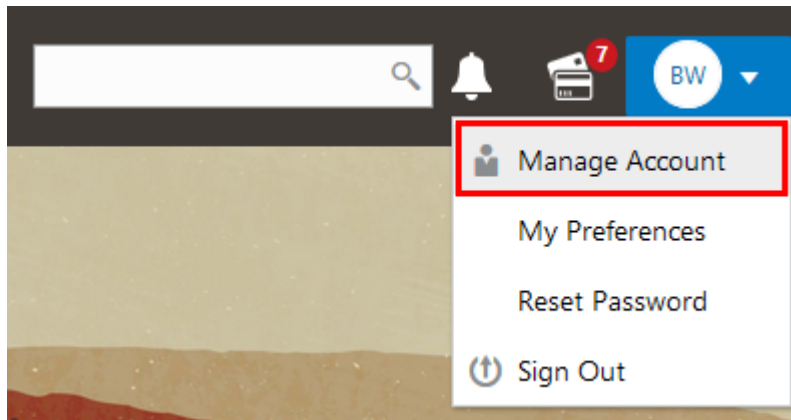 7
BW
Manage Account
My Preferences
Reset Password
Sign Out